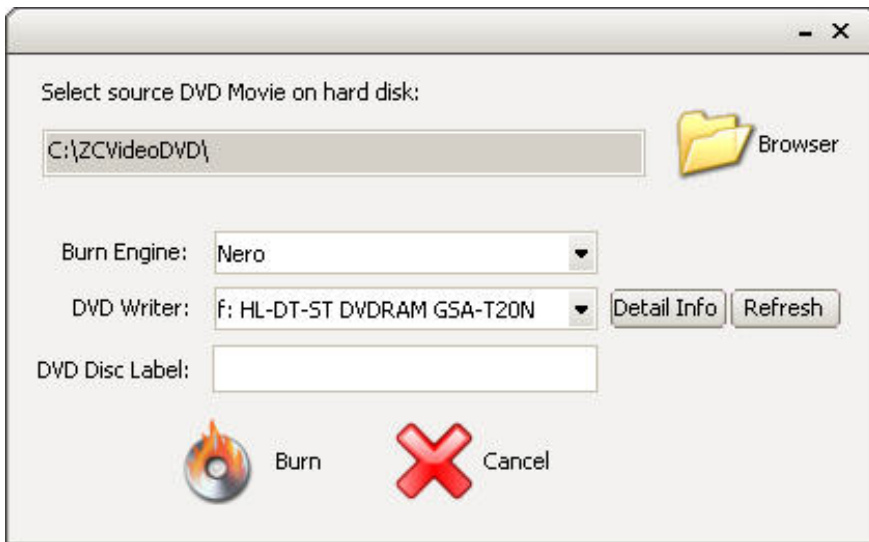 Select source DVD Movie on hard disk:
C:\ZCVideoDVD\
Browser
Burn Engine: Nero
DVD Writer: f: HL-DT-ST DVDRAM GSA-T20N Detail Info Refresh
DVD Disc Label:
Burn Cancel